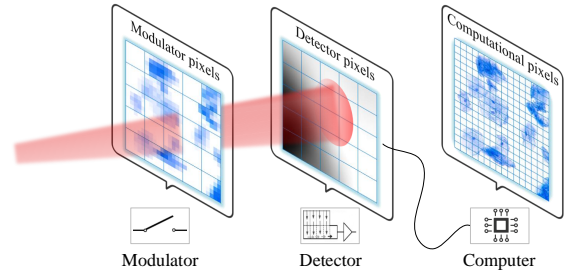 Modulator pixels
Detector pixels
Computational pixels
Modulator
Detector
Computer